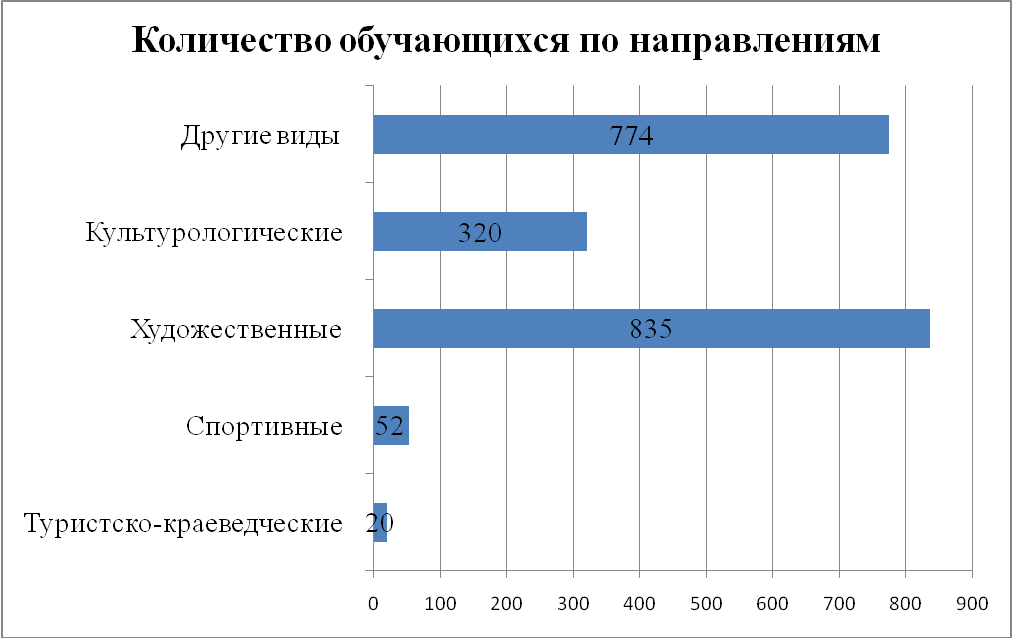 Количество обучающихся по направлениям
Другие виды
774
Культурологические
320
Художественные
835
Спортивные
52
Туристско-краеведческие
20
0 100 200 300 400 500 600 700 800 900